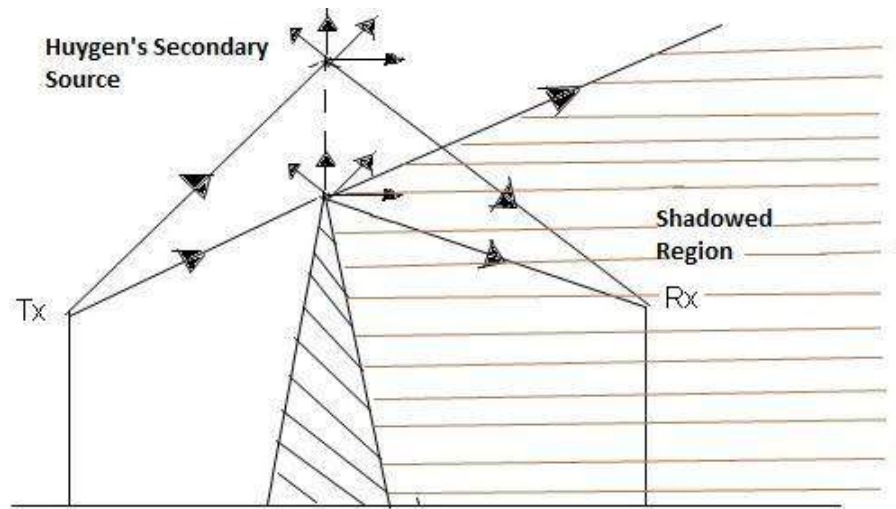 Huygen's Secondary
Source
Shadowed
Region
Tx
Rx